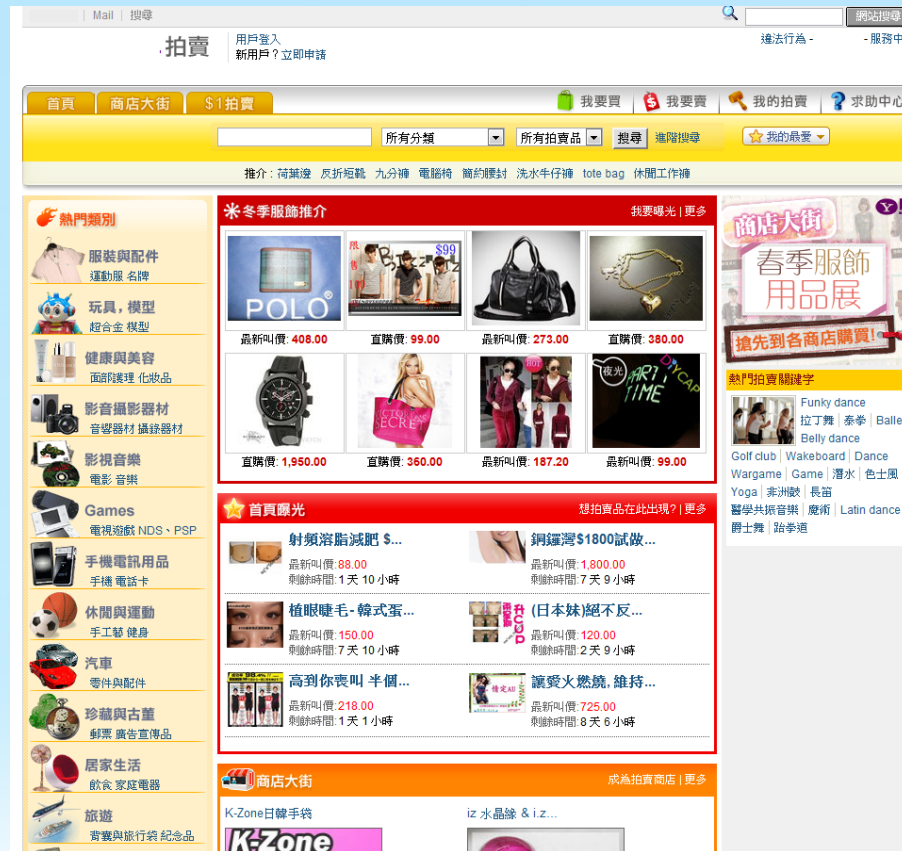 Mail | 搜尋
網站搜尋
拍賣
用戶登入
新用戶？立即申請
違法行為 -
- 服務中
首頁
商店大街
$1拍賣
我要買
我要賣
我的拍賣
求助中心
所有分類
所有拍賣品
搜尋
進階搜尋
我的最愛
推介 : 荷葉邊 反折短靴 九分褲 電腦椅 簡約腰封 洗水牛仔褲 tote bag 休閒工作褲
熱門類別
服裝與配件
運動服 名牌
玩具, 模型
超合金 模型
健康與美容
面部護理 化妝品
影音攝影器材
音響器材 攝錄器材
影視音樂
電影 音樂
Games
電視遊戲 NDS、PSP
手機電訊用品
手機 電話卡
休閒與運動
手工藝 健身
汽車
零件與配件
珍藏與古董
郵票 廣告宣傳品
居家生活
飲食 家庭電器
旅遊
背囊與旅行袋 紀念品
冬季服飾推介
我要曝光 | 更多
POLO
$99
最新叫價: 408.00
直購價: 99.00
最新叫價: 273.00
直購價: 380.00
HOT
夜光
PART TIME
DIY CAP
直購價: 1,950.00
直購價: 360.00
最新叫價: 187.20
直購價: 99.00
首頁曝光
想拍賣品在此出現? | 更多
射頻溶脂減肥 $...
最新叫價:88.00
剩餘時間:1 天 10 小時
銅鑼灣$1800試做...
最新叫價:1,800.00
剩餘時間:7 天 9 小時
植眼睫毛- 韓式蛋...
最新叫價:150.00
剩餘時間:7 天 10 小時
(日本妹)絕不反...
最新叫價:120.00
剩餘時間:2 天 9 小時
高到你喪叫 半個...
最新叫價:218.00
剩餘時間:1 天 1 小時
讓愛火燃燒, 維持...
最新叫價:725.00
剩餘時間:8 天 6 小時
商店大街
成為拍賣商店 | 更多
K-Zone日韓手袋
iz 水晶緣 & i.z...
K-Zone
Y!
商店大街
春季服飾
用品展
搶先到各商店購買!
熱門拍賣關鍵字
Funky dance
拉丁舞 | 泰拳 | Balle
Belly dance
Golf club | Wakeboard | Dance
Wargame | Game | 潛水 | 色士風
Yoga | 非洲鼓 | 長笛
醫學共振音樂 | 魔術 | Latin dance
爵士舞 | 跆拳道